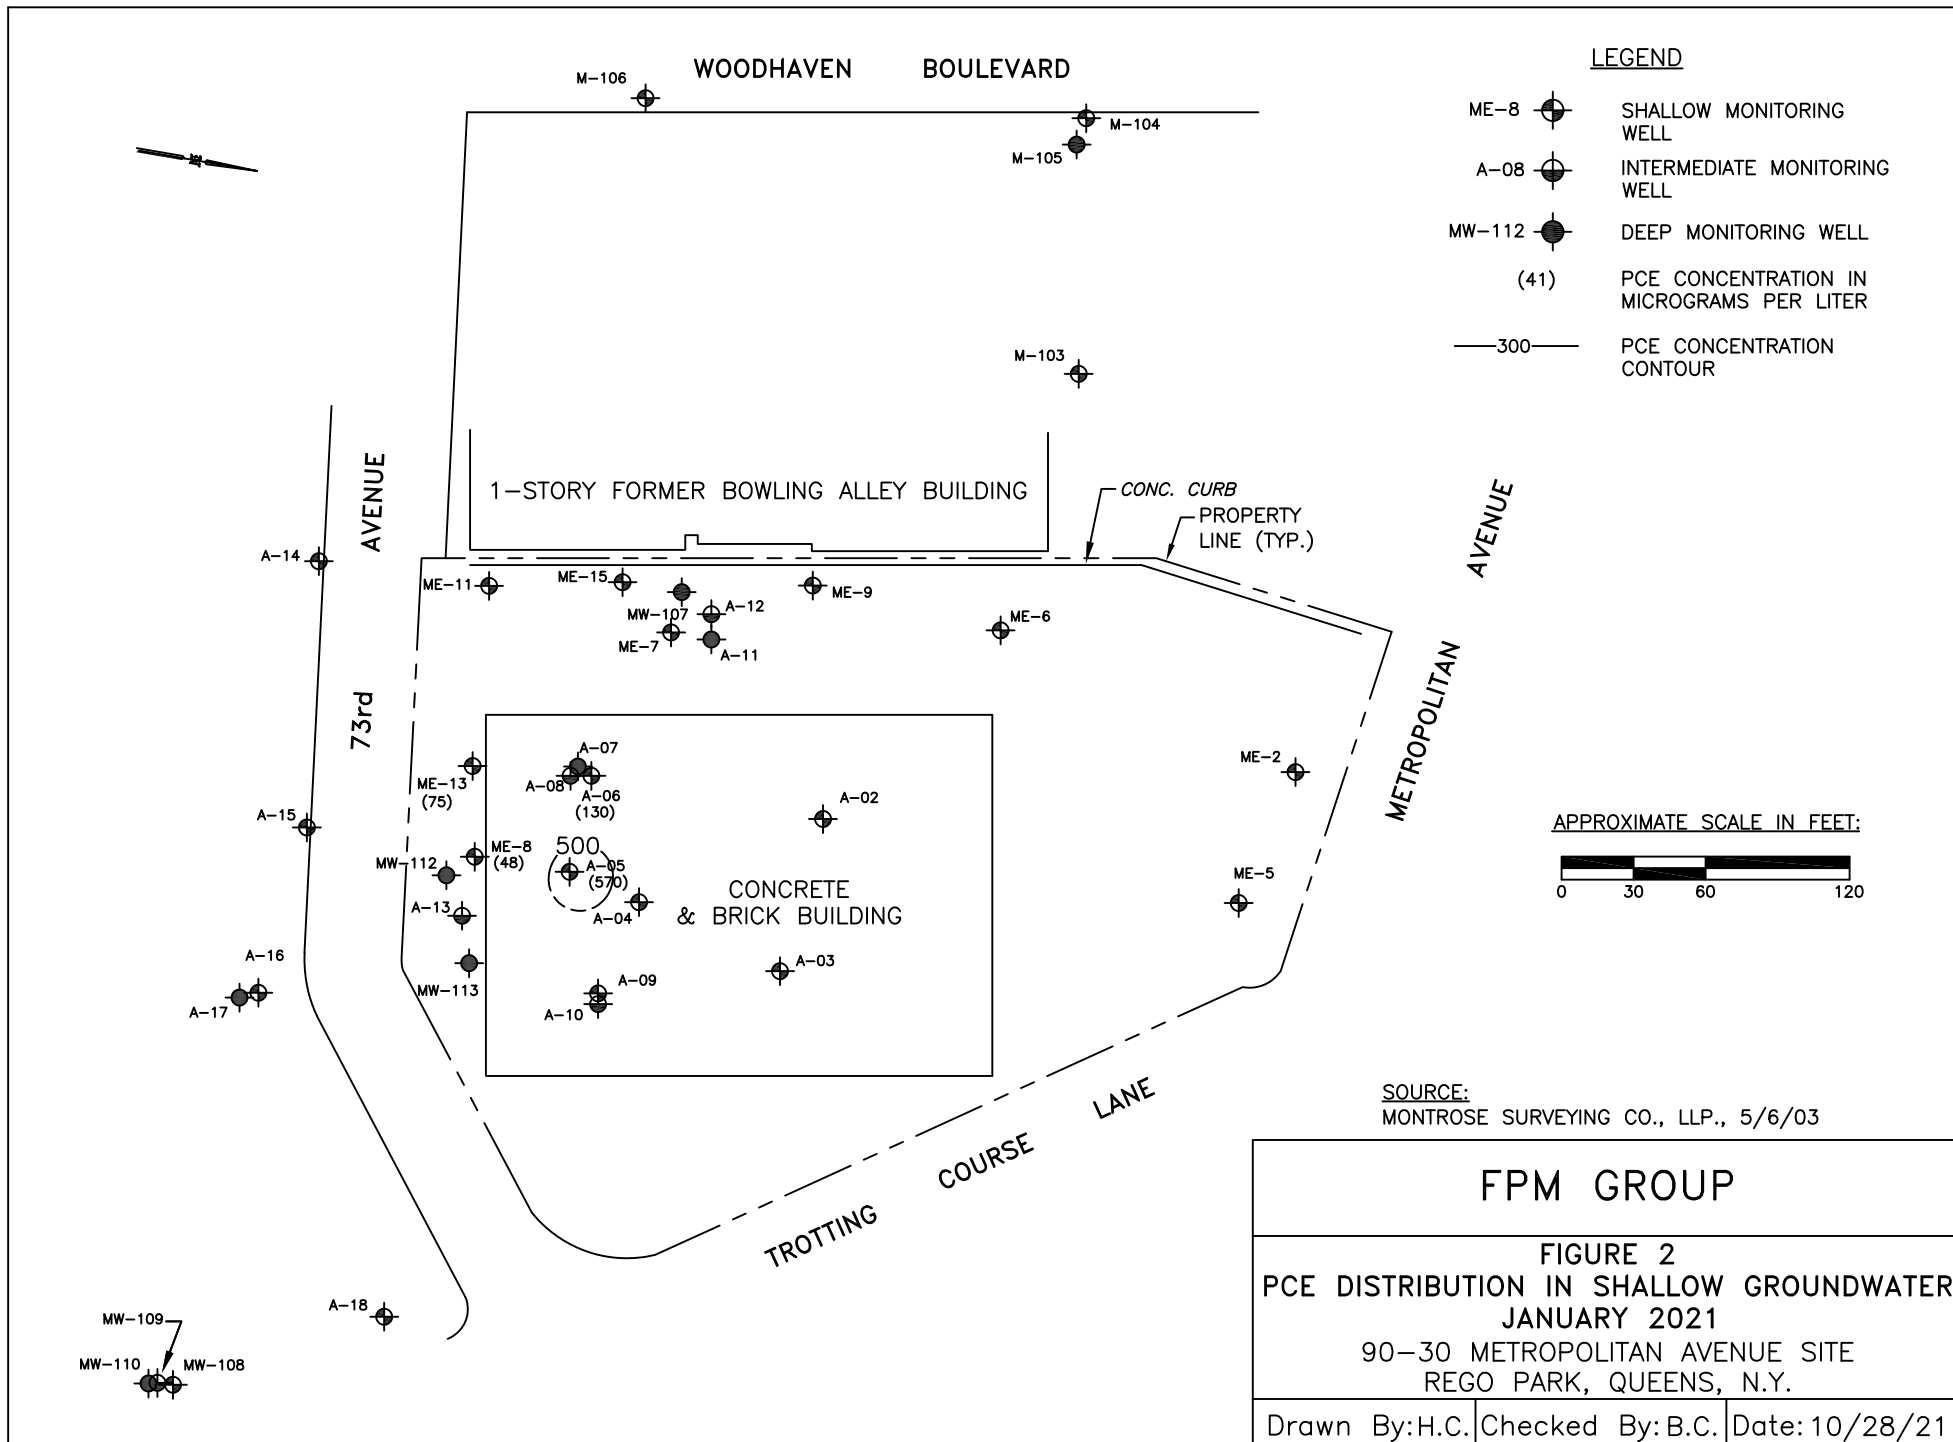 WOODHAVEN BOULEVARD
M-106
M-104
M-105
M-103
LEGEND
ME-8
SHALLOW MONITORING
WELL
A-08
INTERMEDIATE MONITORING
WELL
MW-112
DEEP MONITORING WELL
(41)
PCE CONCENTRATION IN
MICROGRAMS PER LITER
300
PCE CONCENTRATION
CONTOUR
73rd AVENUE
1-STORY FORMER BOWLING ALLEY BUILDING
CONC. CURB
PROPERTY
LINE (TYP.)
METROPOLITAN AVENUE
A-14
ME-11
ME-15
MW-107
A-12
ME-9
ME-7
A-11
ME-6
ME-13
(75)
A-07
A-08
A-06
(130)
A-02
ME-2
A-15
ME-8
(48)
MW-112
500
A-05
(570)
A-04
CONCRETE
& BRICK BUILDING
ME-5
A-13
A-03
A-16
A-17
MW-113
A-09
A-10
APPROXIMATE SCALE IN FEET:
0 30 60 120
TROTTING COURSE LANE
A-18
MW-109
MW-110
MW-108
SOURCE:
MONTROSE SURVEYING CO., LLP., 5/6/03
FPM GROUP
FIGURE 2
PCE DISTRIBUTION IN SHALLOW GROUNDWATER
JANUARY 2021
90-30 METROPOLITAN AVENUE SITE
REGO PARK, QUEENS, N.Y.
Drawn By: H.C. Checked By: B.C. Date: 10/28/21